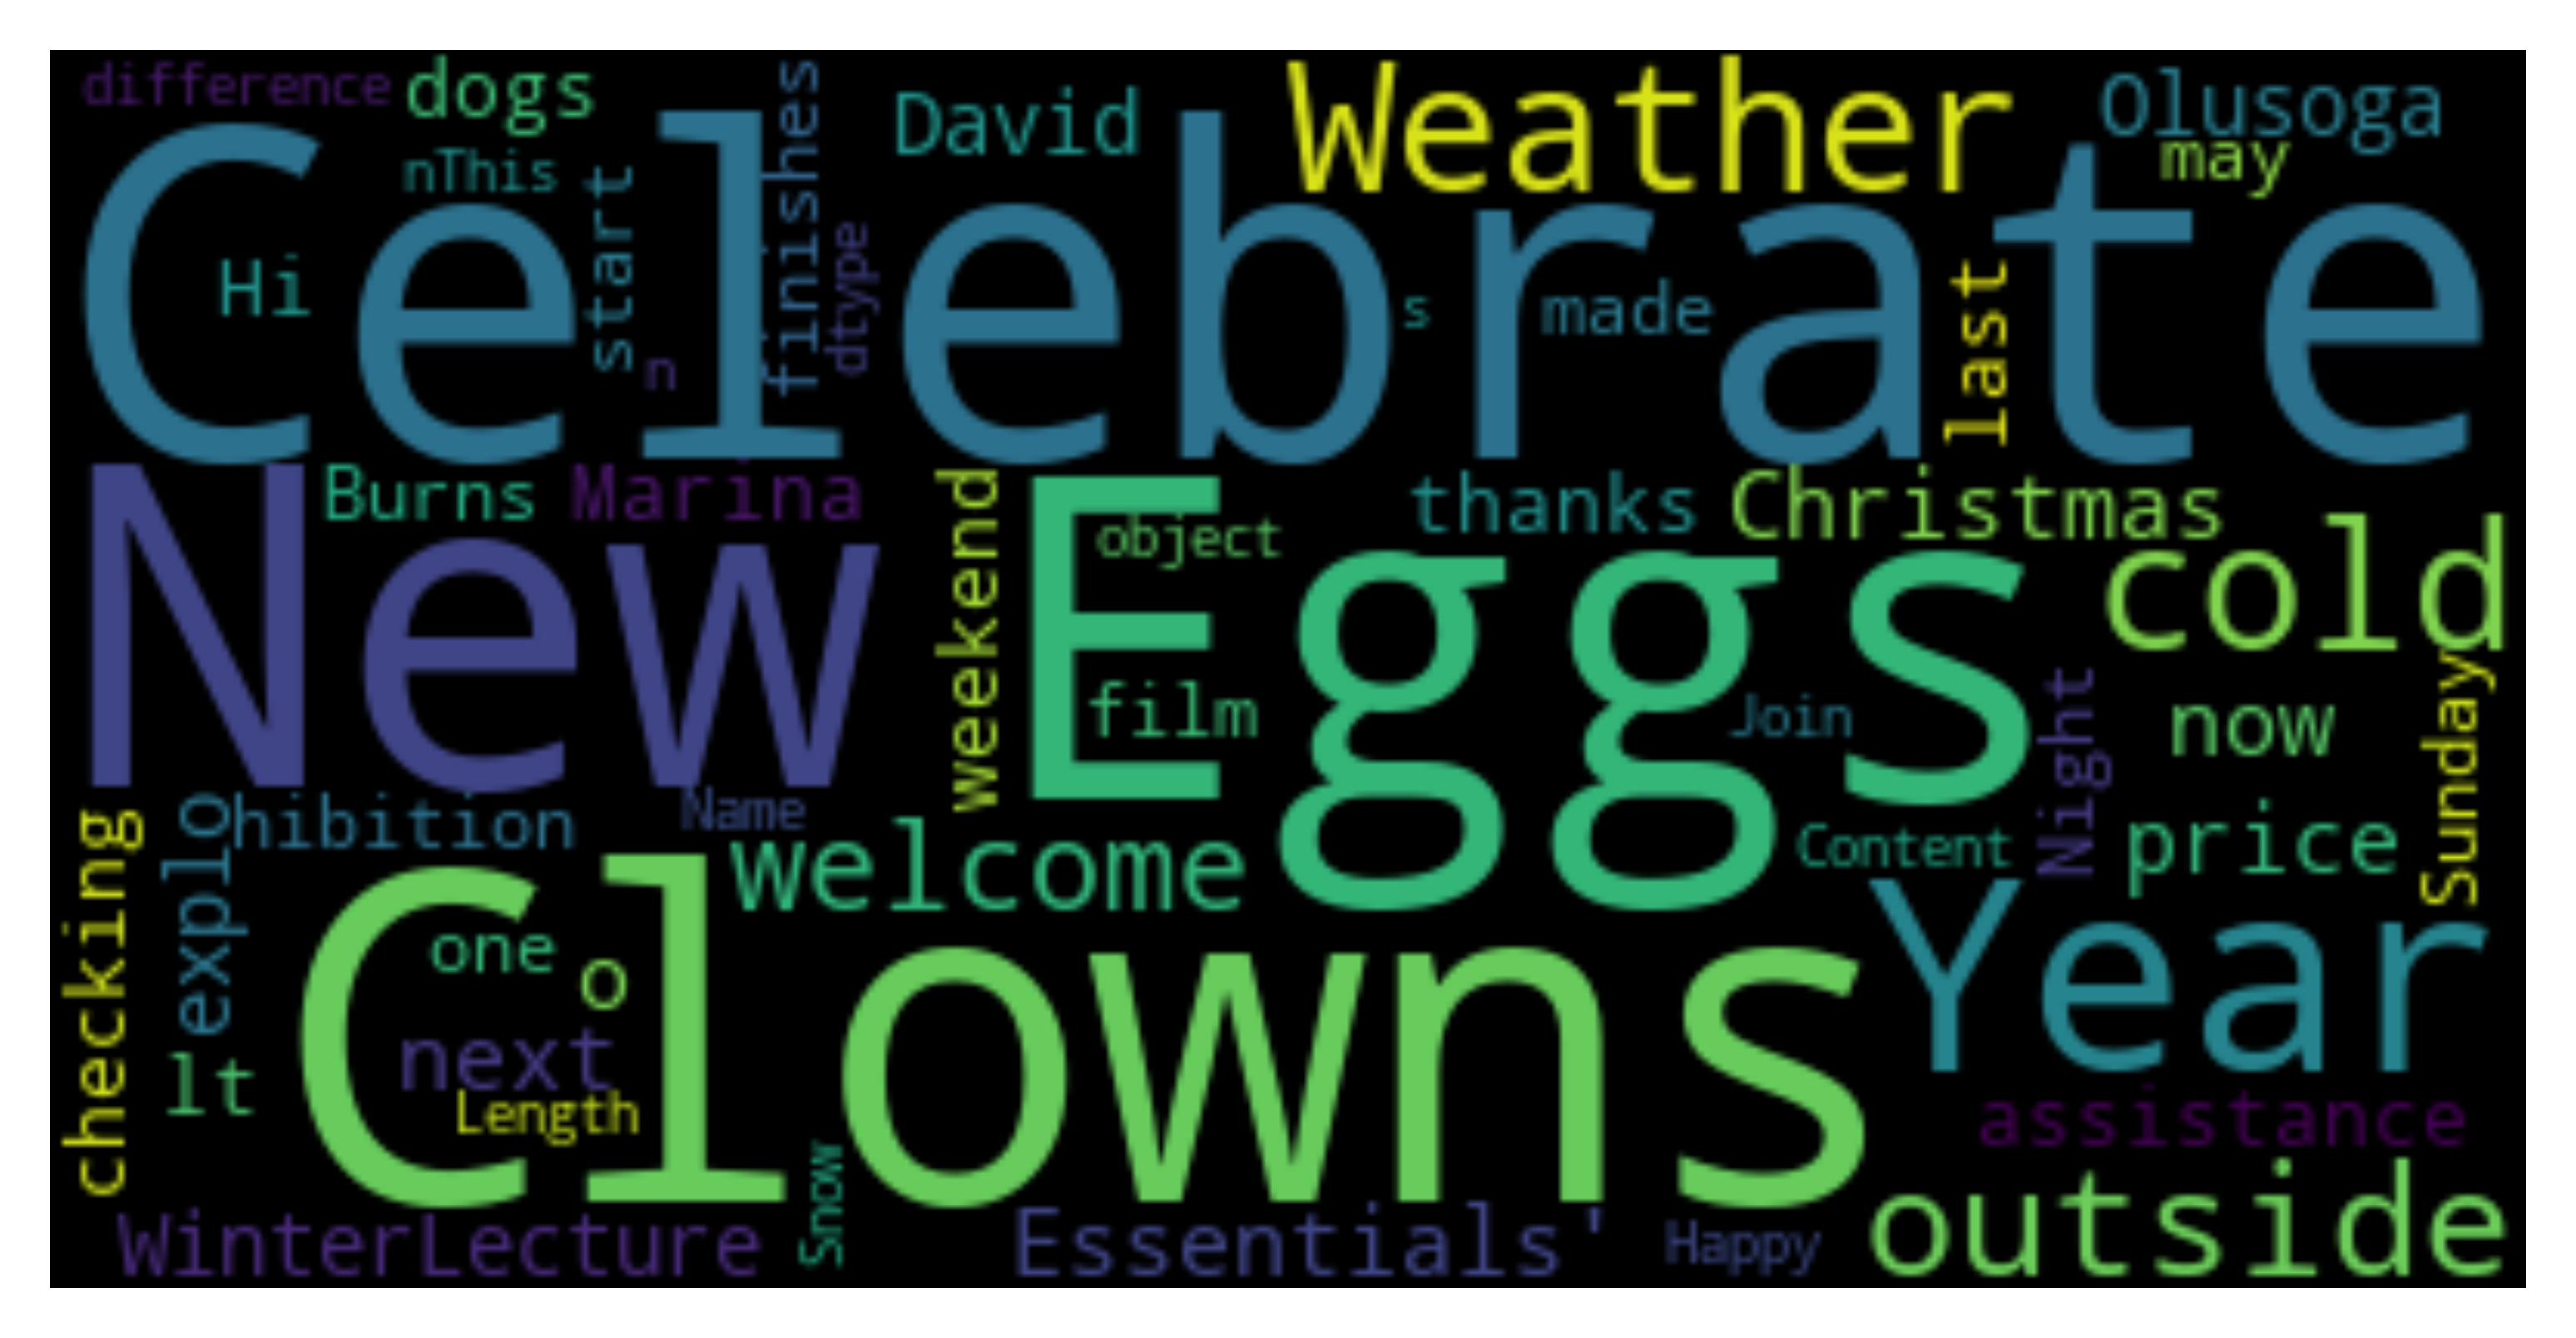 difference
dogs
finishes
David
Weather
Olusoga
may
nThis
start
Celebrate
Hi
dtype
n
s
made
last
Burns
Marina
weekend
object
thanks
Christmas
cold
New
Eggs
film
Join
Night
now
Sunday
checking
explo
hibition
Name
Welcome
Content
price
Year
one
o
Clowns
next
Length
lt
assistance
WinterLecture
Snow
Essentials'
Happy
outside